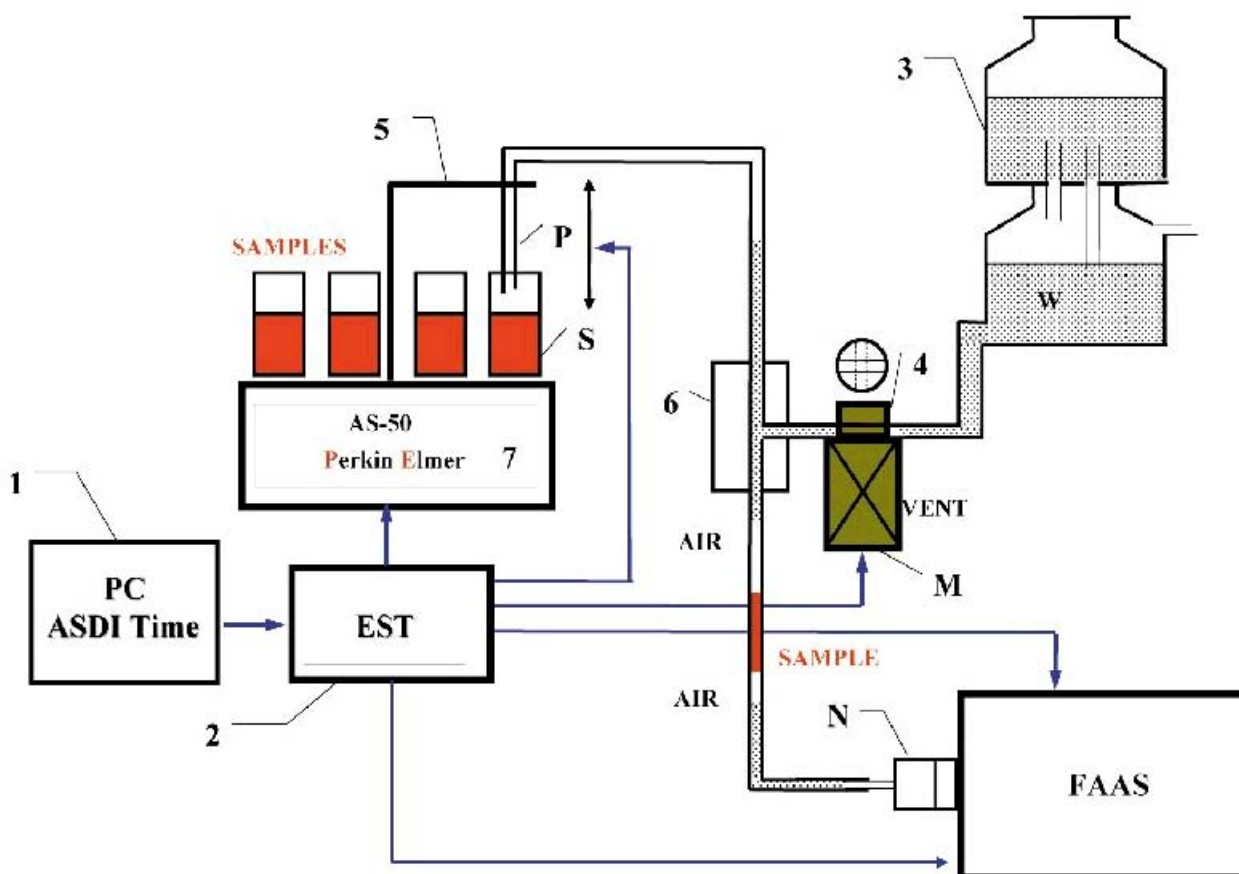 3
5
P
SAMPLES
S
W
4
6
AS-50
Perkin Elmer 7
1
VENT
AIR
M
PC
ASDI Time
EST
SAMPLE
AIR
N
2
FAAS